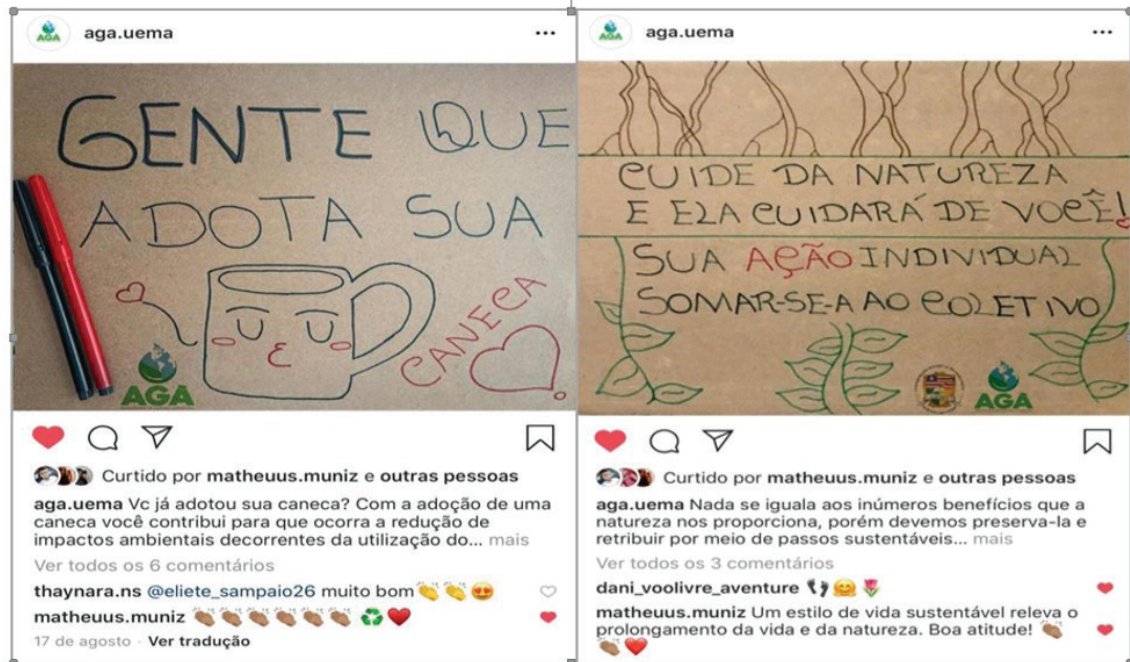 aga.uema
GENTE QUE
ADOTA SUA
CANECA
AGA
Curtido por matheuus.muniz e outras pessoas
aga.uema Vc já adotou sua caneca? Com a adoção de uma
caneca você contribui para que ocorra a redução de
impactos ambientais decorrentes da utilização do... mais
Ver todos os 6 comentários
thaynara.ns @eliete_sampaio26 muito bom👏👏😍
matheuus.muniz 👏🏽👏🏽👏🏽👏🏽👏🏽👏🏽 ♻️❤️
17 de agosto · Ver tradução
aga.uema
CUIDE DA NATUREZA
E ELA CUIDARÁ DE VOCÊ!
SUA AÇÃO INDIVIDUAL
SOMAR-SE-A AO COLETIVO
AGA
Curtido por matheuus.muniz e outras pessoas
aga.uema Nada se iguala aos inúmeros benefícios que a
natureza nos proporciona, porém devemos preserva-la e
retribuir por meio de passos sustentáveis... mais
Ver todos os 3 comentários
dani_voolivre_aventure 👣🤗🌷
matheuus.muniz Um estilo de vida sustentável releva o
prolongamento da vida e da natureza. Boa atitude! 👏🏽
👏🏽❤️